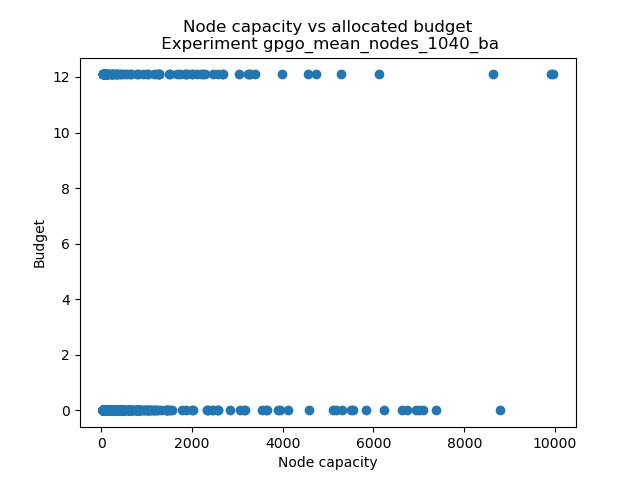 Node capacity vs allocated budget
Experiment gpgo_mean_nodes_1040_ba
12
10
8
6
4
2
0
Budget
0 2000 4000 6000 8000 10000
Node capacity